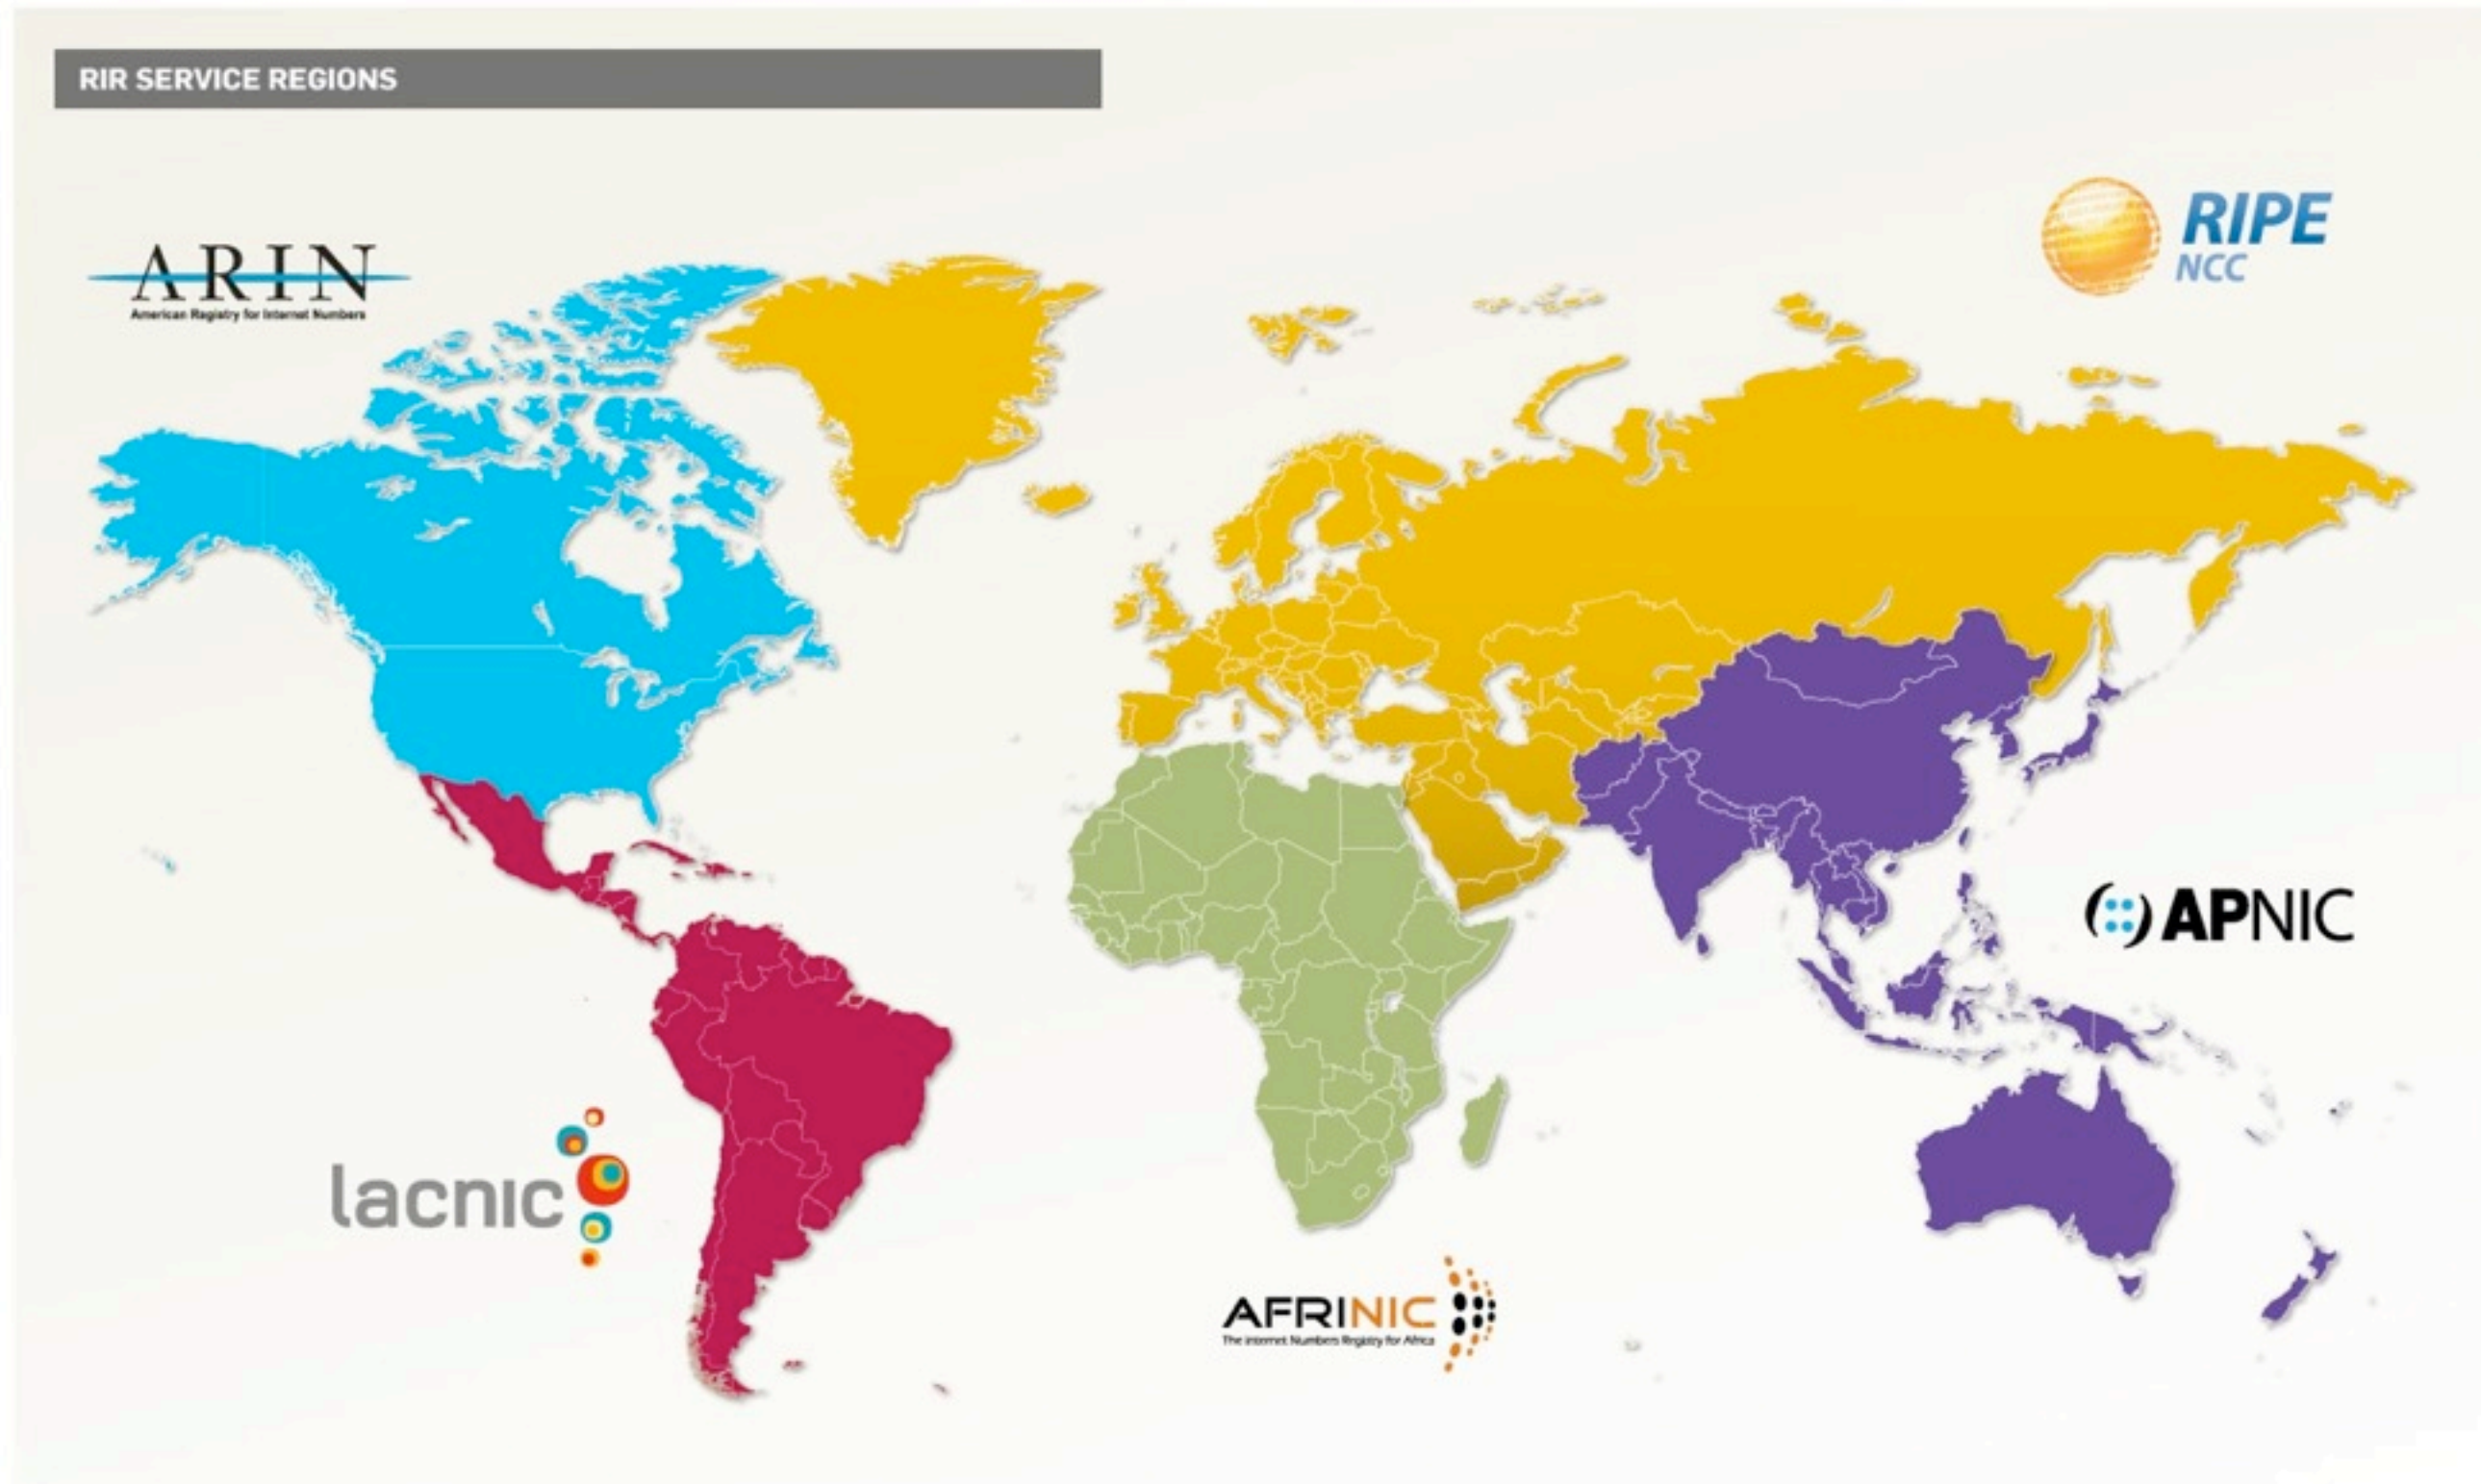 RIR SERVICE REGIONS
ARIN
American Registry for Internet Numbers
RIPE
NCC
APNIC
lacnic
AFRINIC
The Internet Numbers Registry for Africa